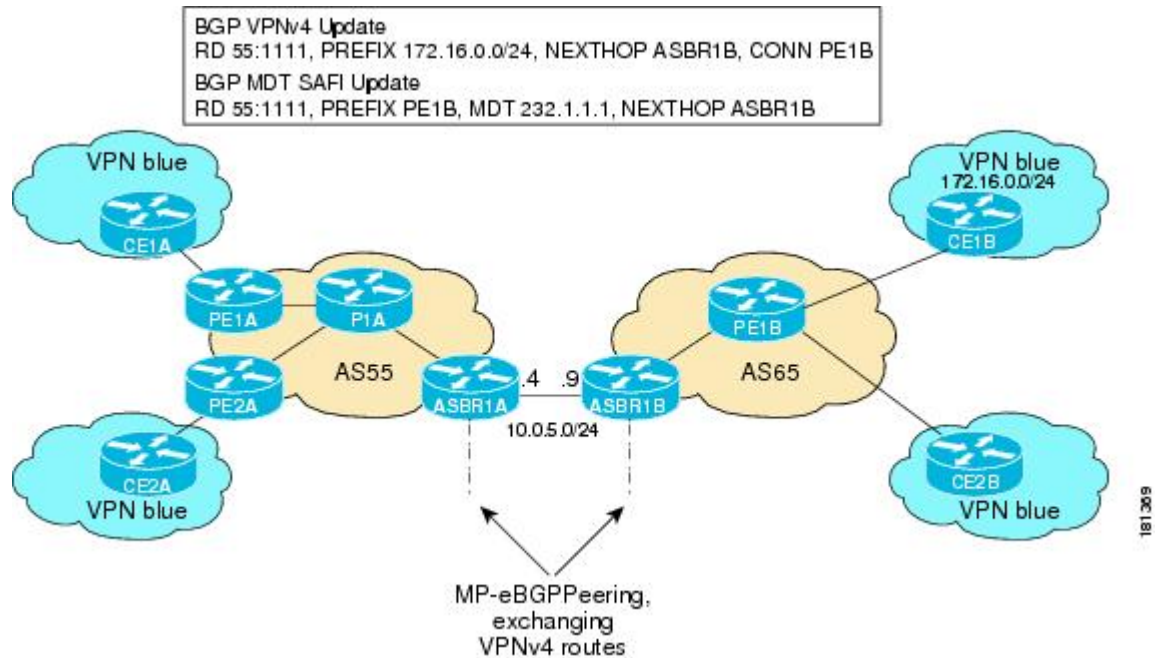 BGP VPNv4 Update
RD 55:1111, PREFIX 172.16.0.0/24, NEXTHOP ASBR1B, CONN PE1B
BGP MDT SAFI Update
RD 55:1111, PREFIX PE1B, MDT 232.1.1.1, NEXTHOP ASBR1B
VPN blue
CE1A
VPN blue
172.16.0.0/24
CE1B
PE1A
P1A
PE1B
AS55
AS65
PE2A
ASBR1A
.4
.9
ASBR1B
10.0.5.0/24
CE2A
VPN blue
CE2B
VPN blue
MP-eBGPPeering,
exchanging
VPNv4 routes
181369